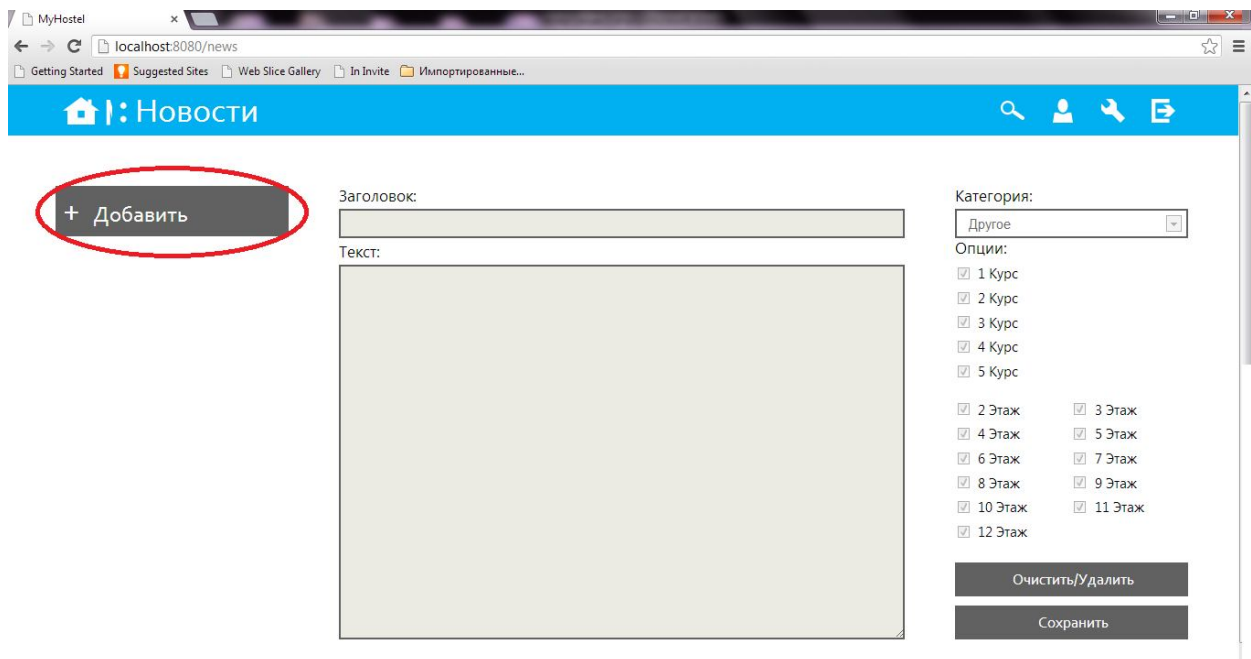 MyHostel
localhost:8080/news
Getting Started Suggested Sites Web Slice Gallery In Invite Импортированные...
Новости
+ Добавить
Заголовок:
Текст:
Категория:
Другое
Опции:
1 Курс
2 Курс
3 Курс
4 Курс
5 Курс
2 Этаж 3 Этаж
4 Этаж 5 Этаж
6 Этаж 7 Этаж
8 Этаж 9 Этаж
10 Этаж 11 Этаж
12 Этаж
Очистить/Удалить
Сохранить